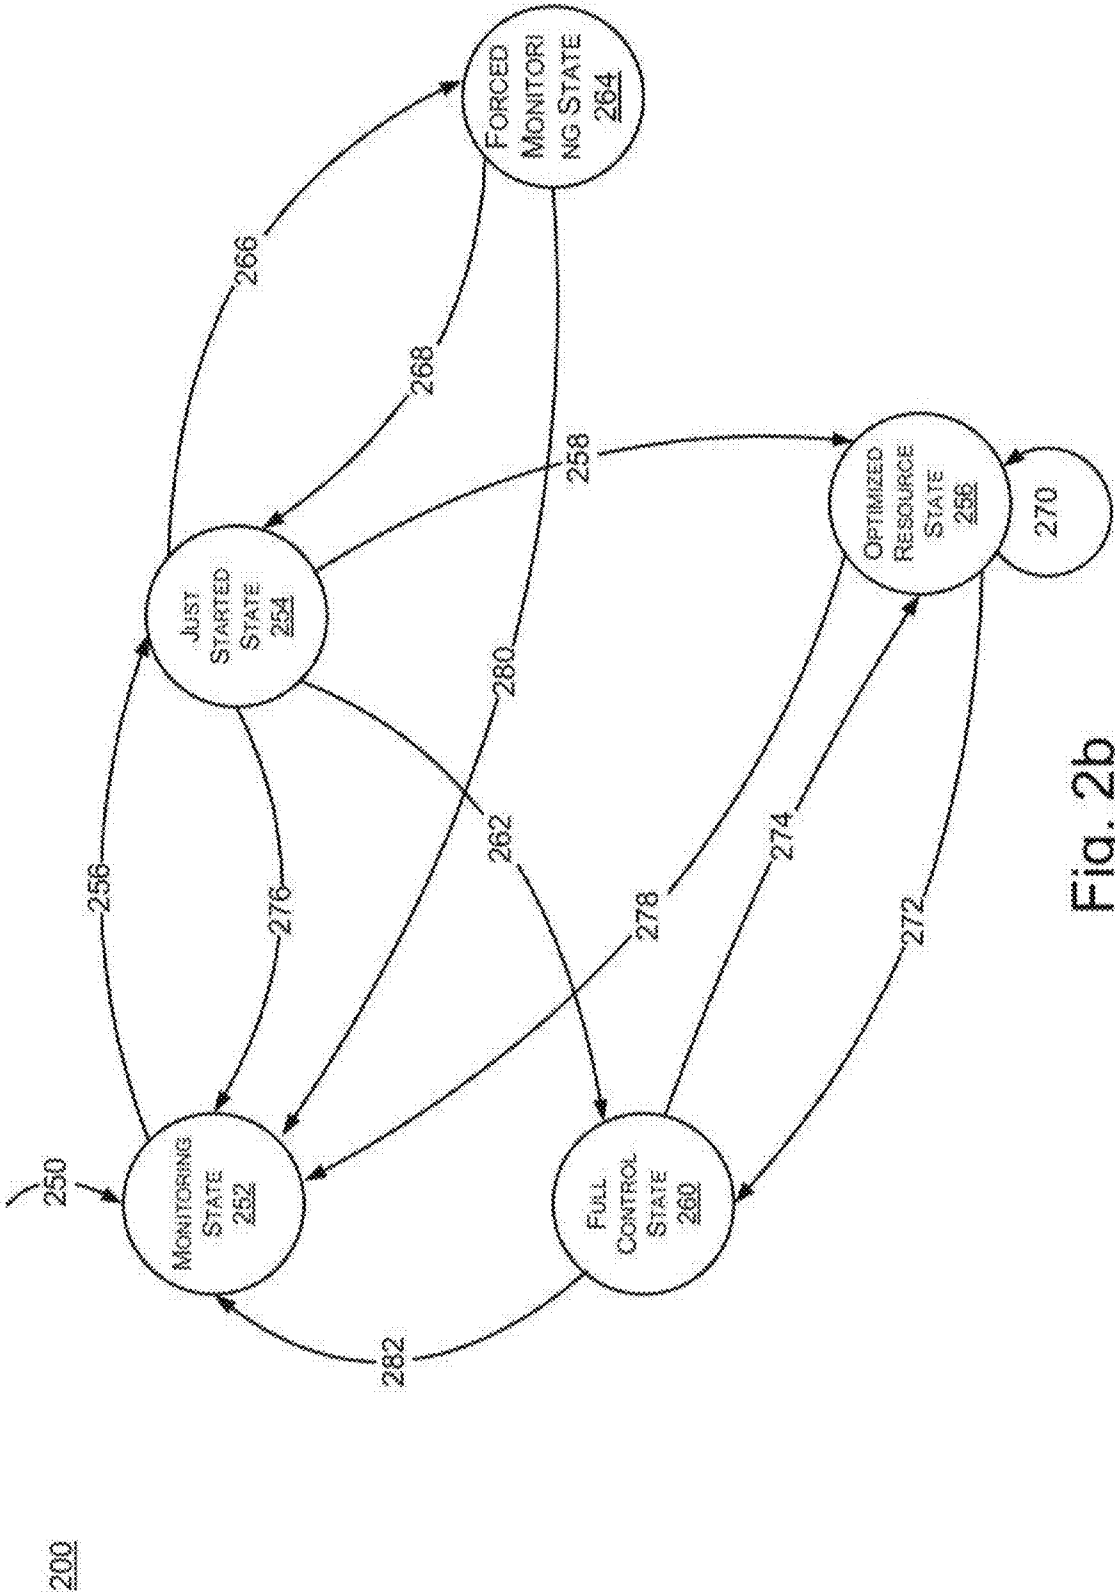 200
250
256
MONITORING
STATE
252
JUST
STARTED
STATE
254
266
276
282
268
FORCED
MONITORI
NG STATE
264
280
262
258
FULL
CONTROL
STATE
260
278
274
OPTIMIZED
RESOURCE
STATE
256
272
270
Fig. 2b